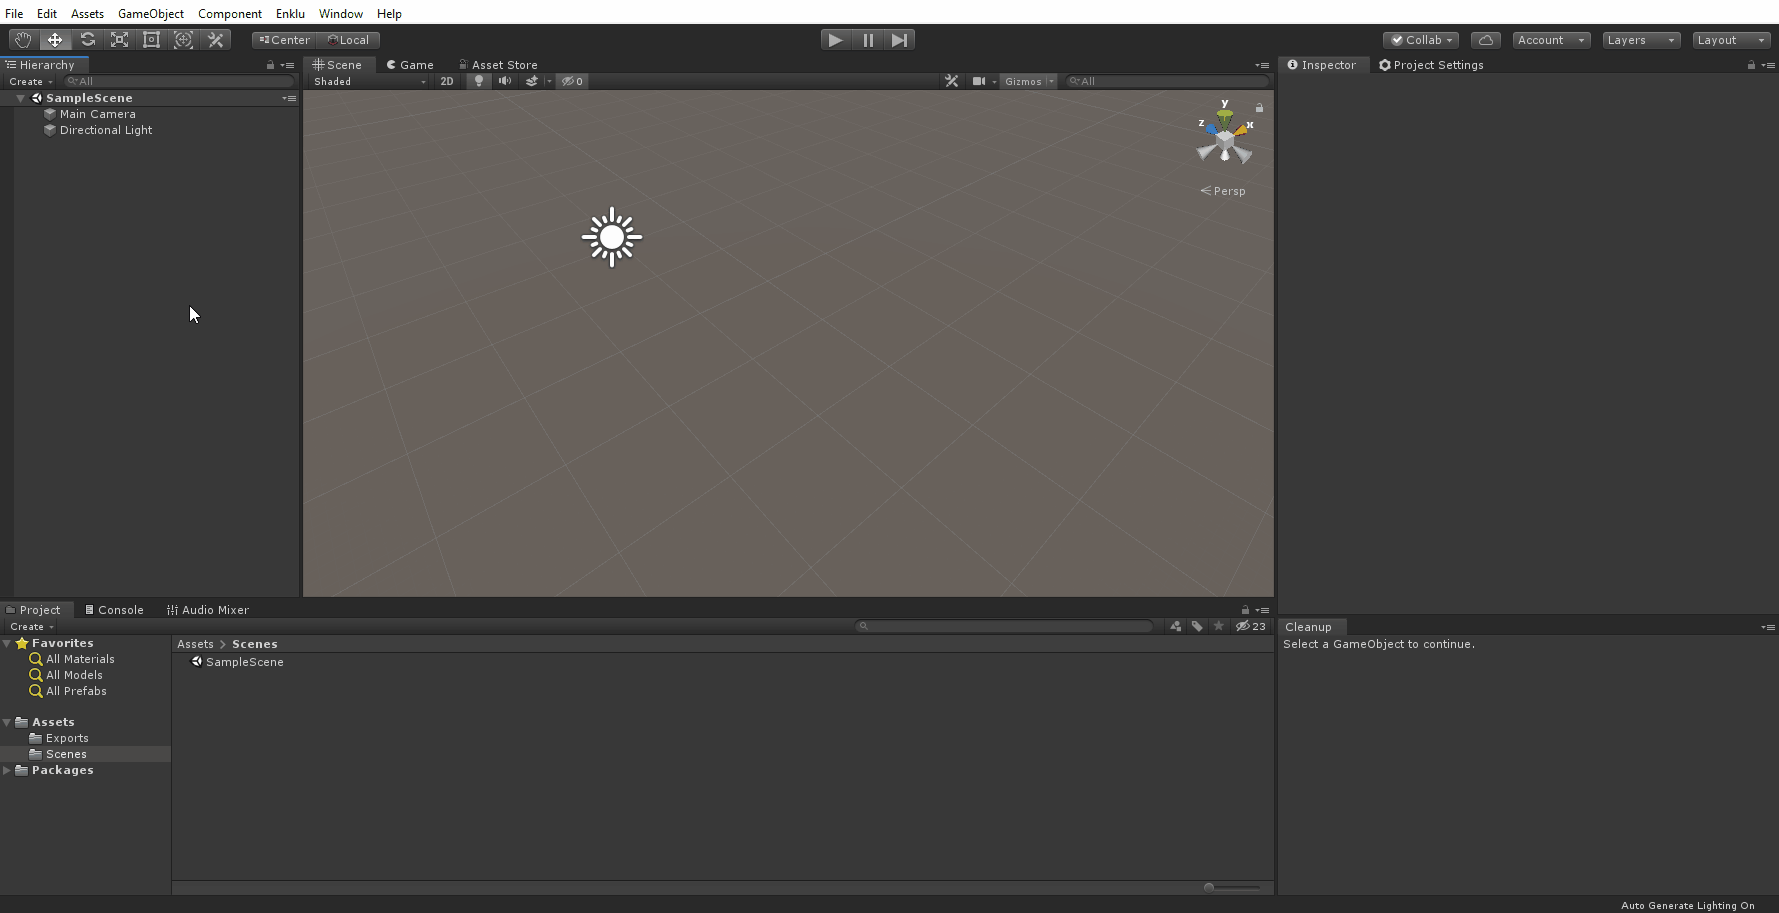 File Edit Assets GameObject Component Enklu Window Help
Center Local
Collab Account Layers Layout
Hierarchy
Create All
SampleScene
Main Camera
Directional Light
Scene Game Asset Store
Shaded 2D 0 Gizmos All
y
z x
Persp
Inspector Project Settings
Project Console Audio Mixer
Create 23
Favorites
All Materials
All Models
All Prefabs
Assets
Exports
Scenes
Packages
Assets > Scenes
SampleScene
Cleanup
Select a GameObject to continue.
Auto Generate Lighting On